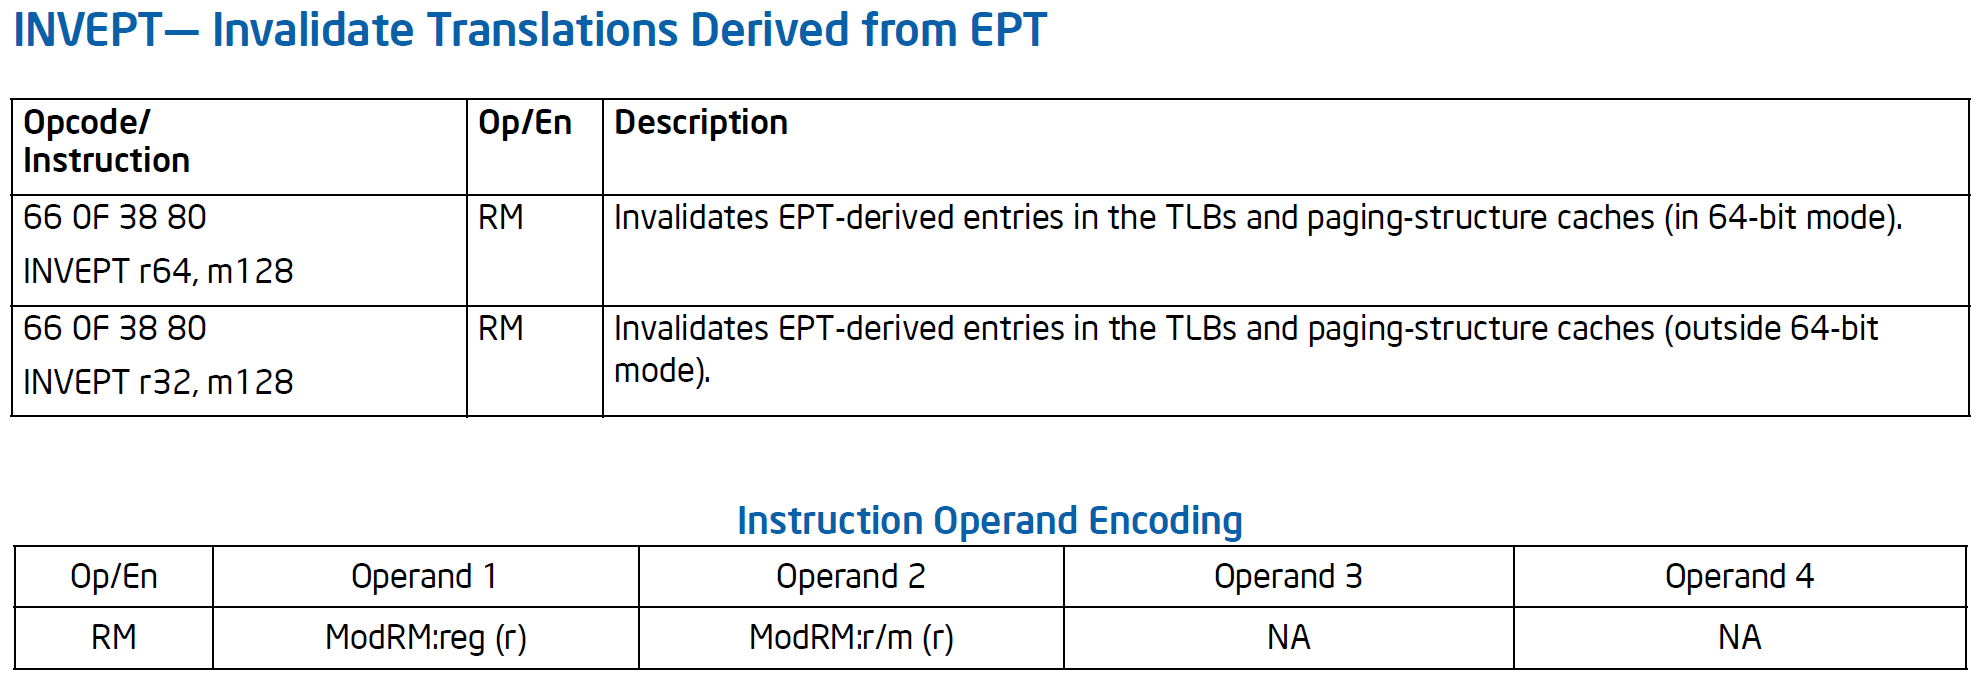 INVEPT— Invalidate Translations Derived from EPT
Opcode/
Instruction
Op/En
Description
66 0F 38 80
INVEPT r64, m128
RM
Invalidates EPT-derived entries in the TLBs and paging-structure caches (in 64-bit mode).
66 0F 38 80
INVEPT r32, m128
RM
Invalidates EPT-derived entries in the TLBs and paging-structure caches (outside 64-bit
mode).
Instruction Operand Encoding
Op/En
Operand 1
Operand 2
Operand 3
Operand 4
RM
ModRM:reg (r)
ModRM:r/m (r)
NA
NA